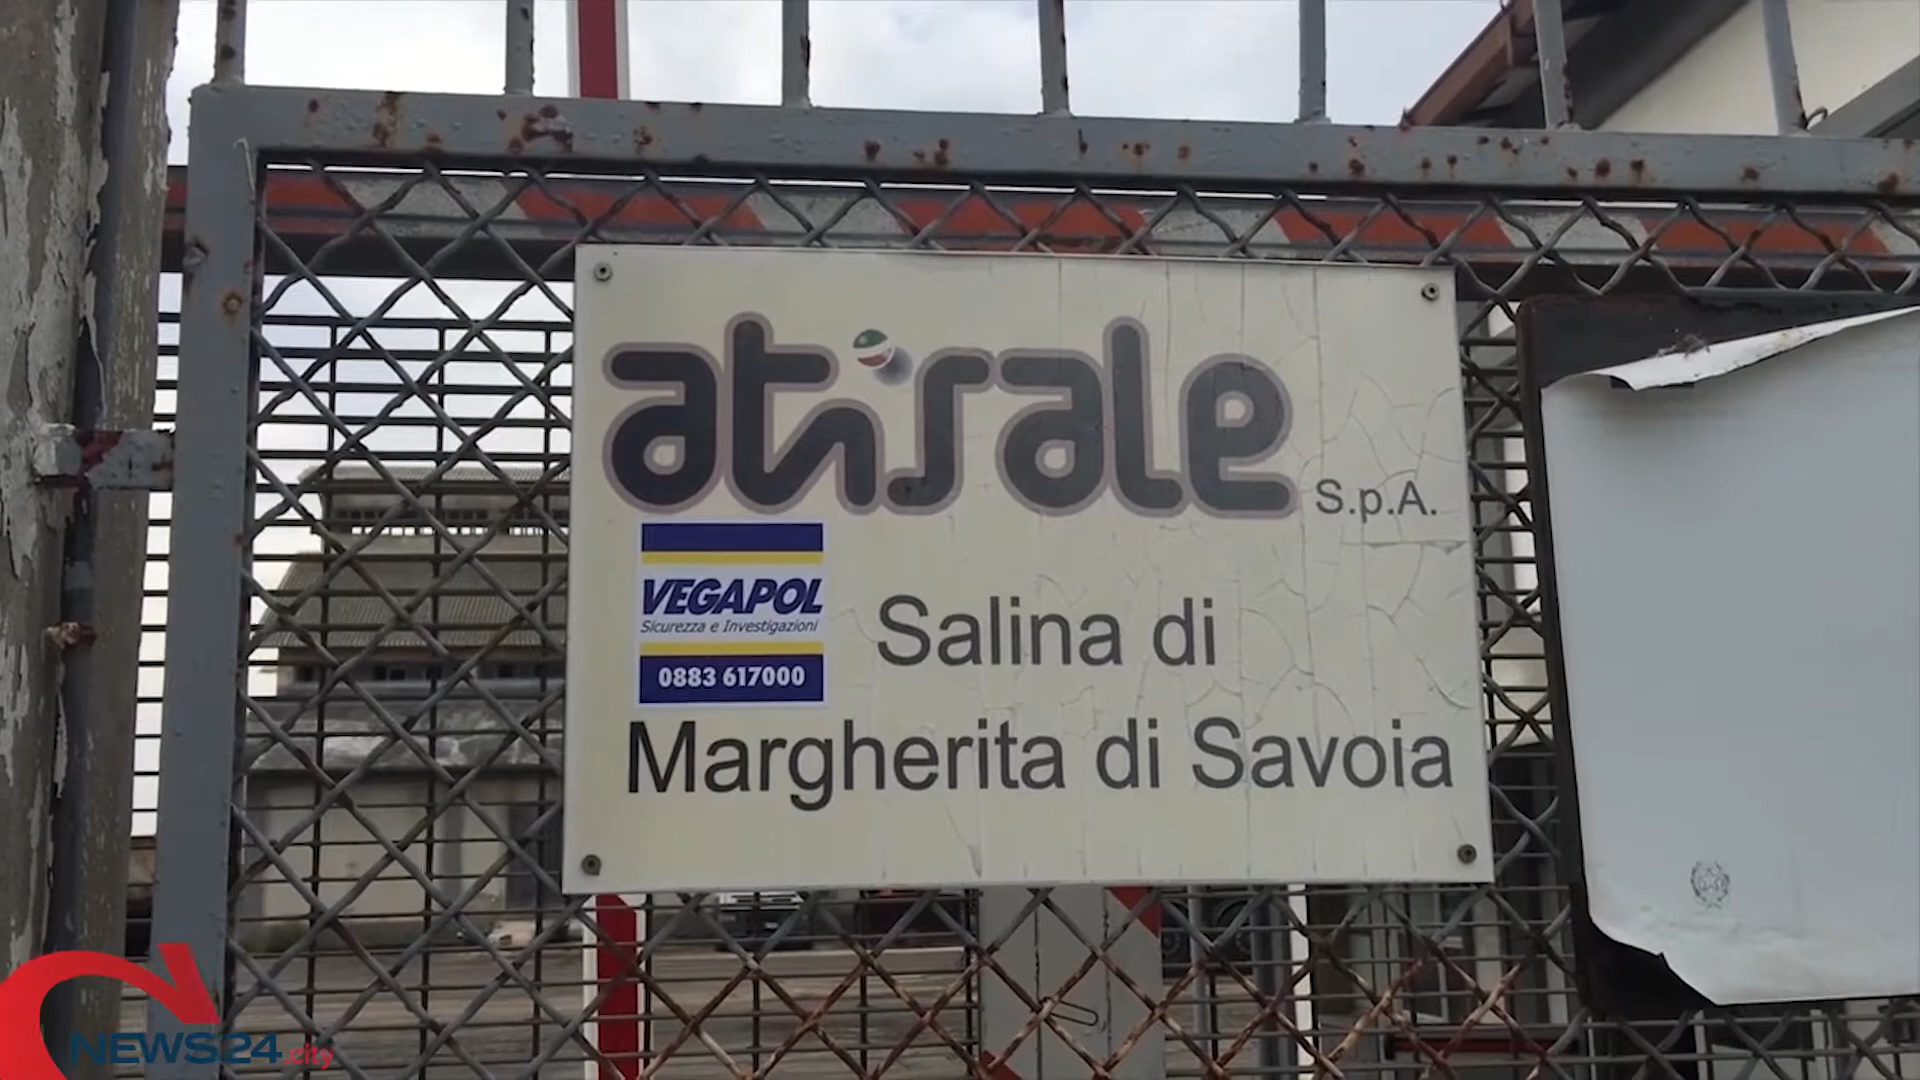 atisale S.p.A.
VEGAPOL
Sicurezza e Investigazioni
0883 617000
Salina di
Margherita di Savoia
NEWS24.city